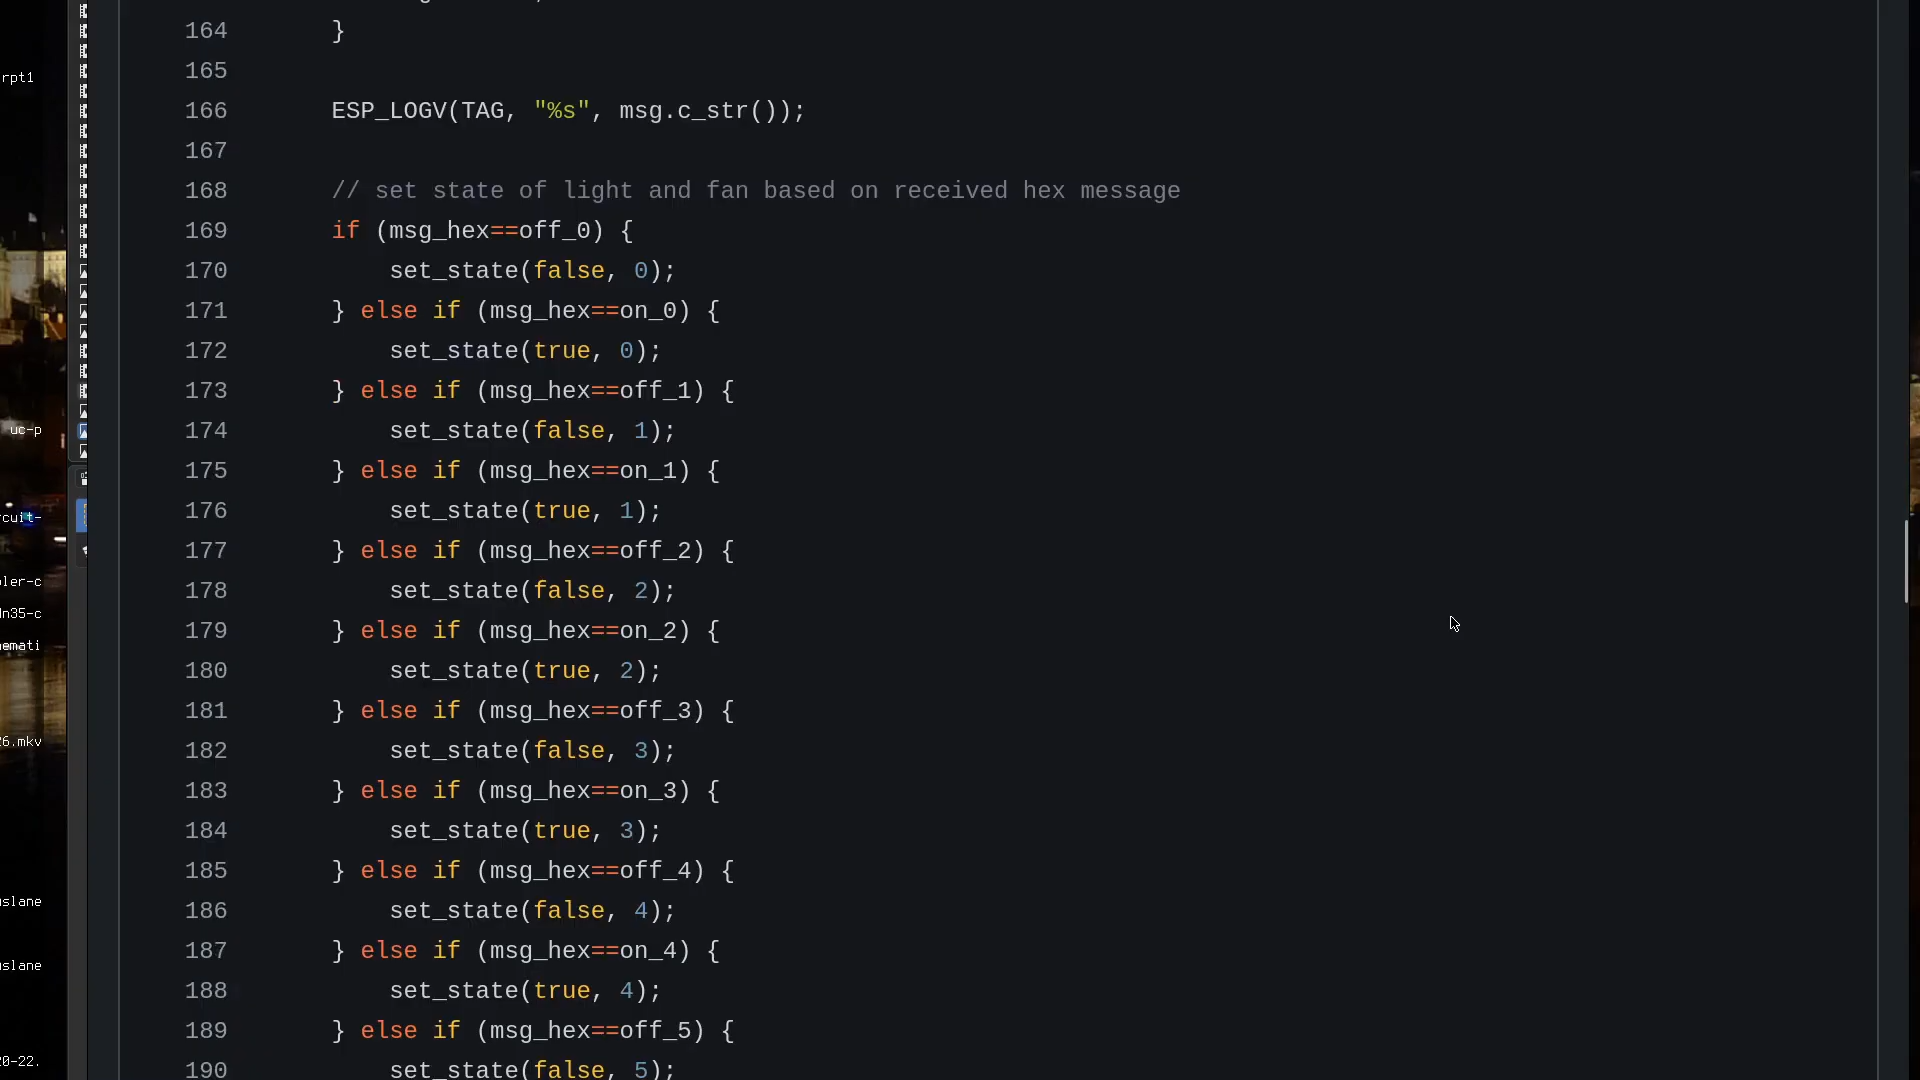 164 }
165
166 ESP_LOGV(TAG, "%s", msg.c_str());
167
168 // set state of light and fan based on received hex message
169 if (msg_hex==off_0) {
170 set_state(false, 0);
171 } else if (msg_hex==on_0) {
172 set_state(true, 0);
173 } else if (msg_hex==off_1) {
174 set_state(false, 1);
175 } else if (msg_hex==on_1) {
176 set_state(true, 1);
177 } else if (msg_hex==off_2) {
178 set_state(false, 2);
179 } else if (msg_hex==on_2) {
180 set_state(true, 2);
181 } else if (msg_hex==off_3) {
182 set_state(false, 3);
183 } else if (msg_hex==on_3) {
184 set_state(true, 3);
185 } else if (msg_hex==off_4) {
186 set_state(false, 4);
187 } else if (msg_hex==on_4) {
188 set_state(true, 4);
189 } else if (msg_hex==off_5) {
190 set_state(false, 5);
rpt1
uc-p
rcuit-
ler-c
n35-c
emati
26.mkv
slane
slane
20-22.